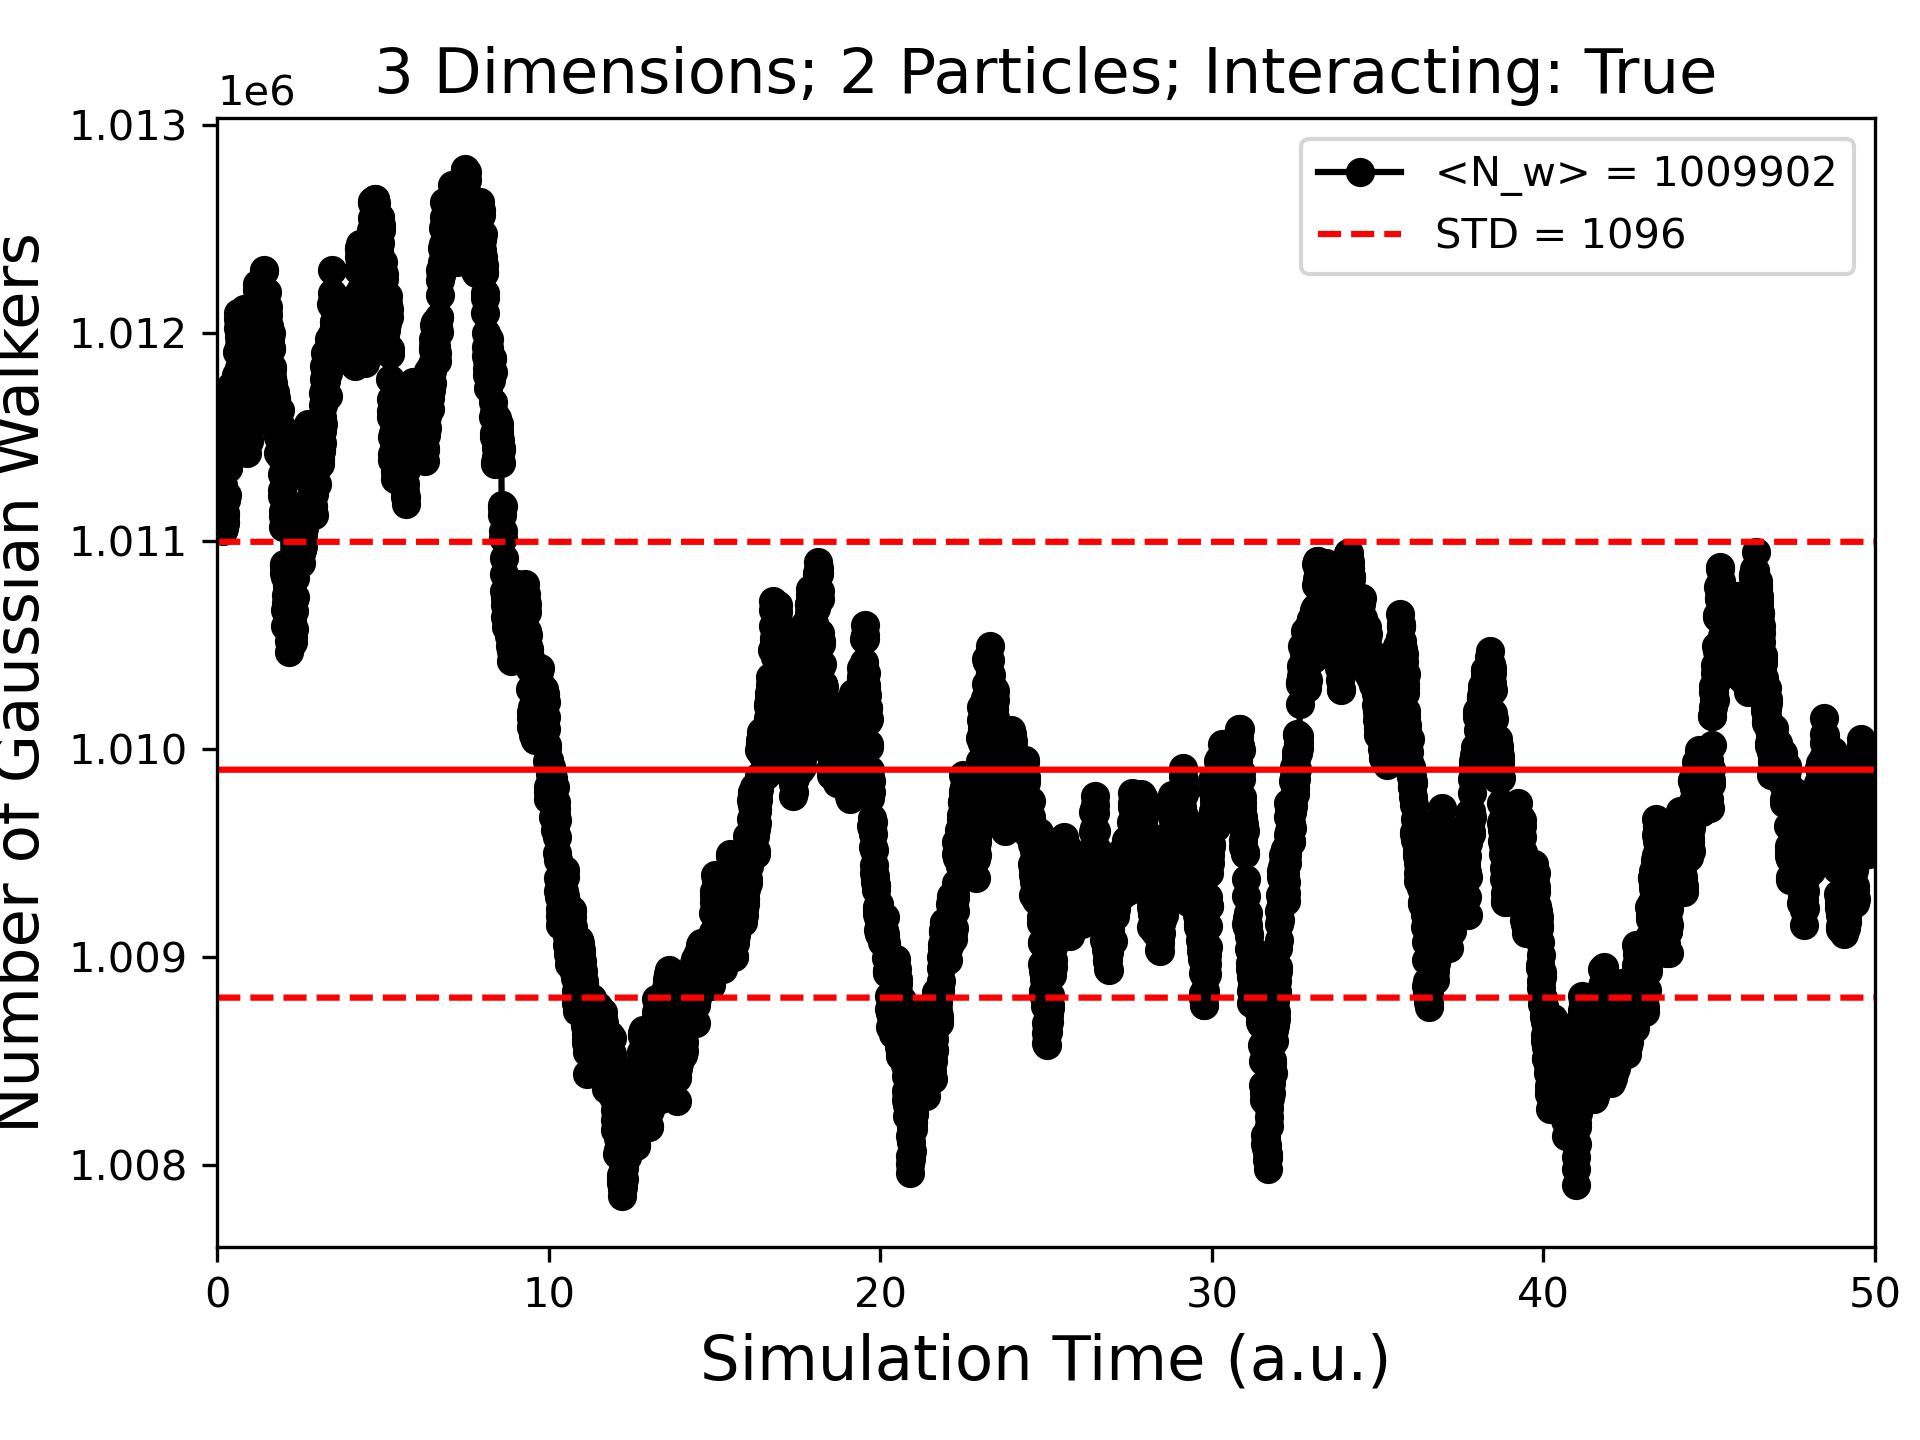 3 Dimensions; 2 Particles; Interacting: True
1e6
<N_w> = 1009902
STD = 1096
Number of Gaussian Walkers
1.013
1.012
1.011
1.010
1.009
1.008
0 10 20 30 40 50
Simulation Time (a.u.)